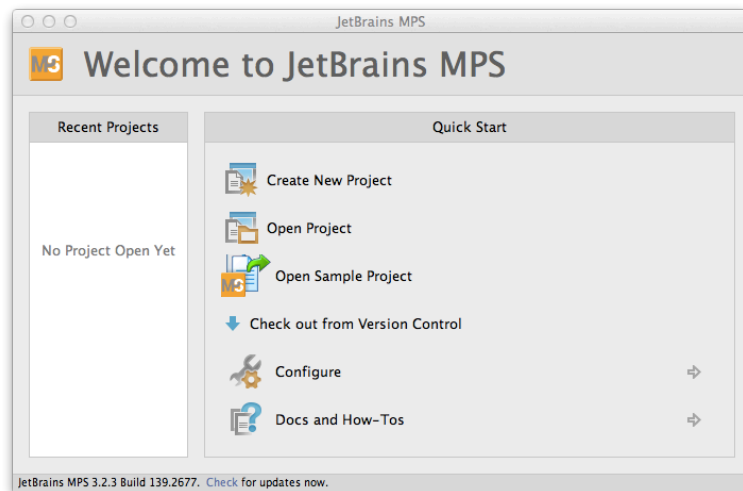 JetBrains MPS
MPS Welcome to JetBrains MPS
Recent Projects
No Project Open Yet
Quick Start
Create New Project
Open Project
MPS Open Sample Project
Check out from Version Control
Configure
Docs and How-Tos
JetBrains MPS 3.2.3 Build 139.2677. Check for updates now.